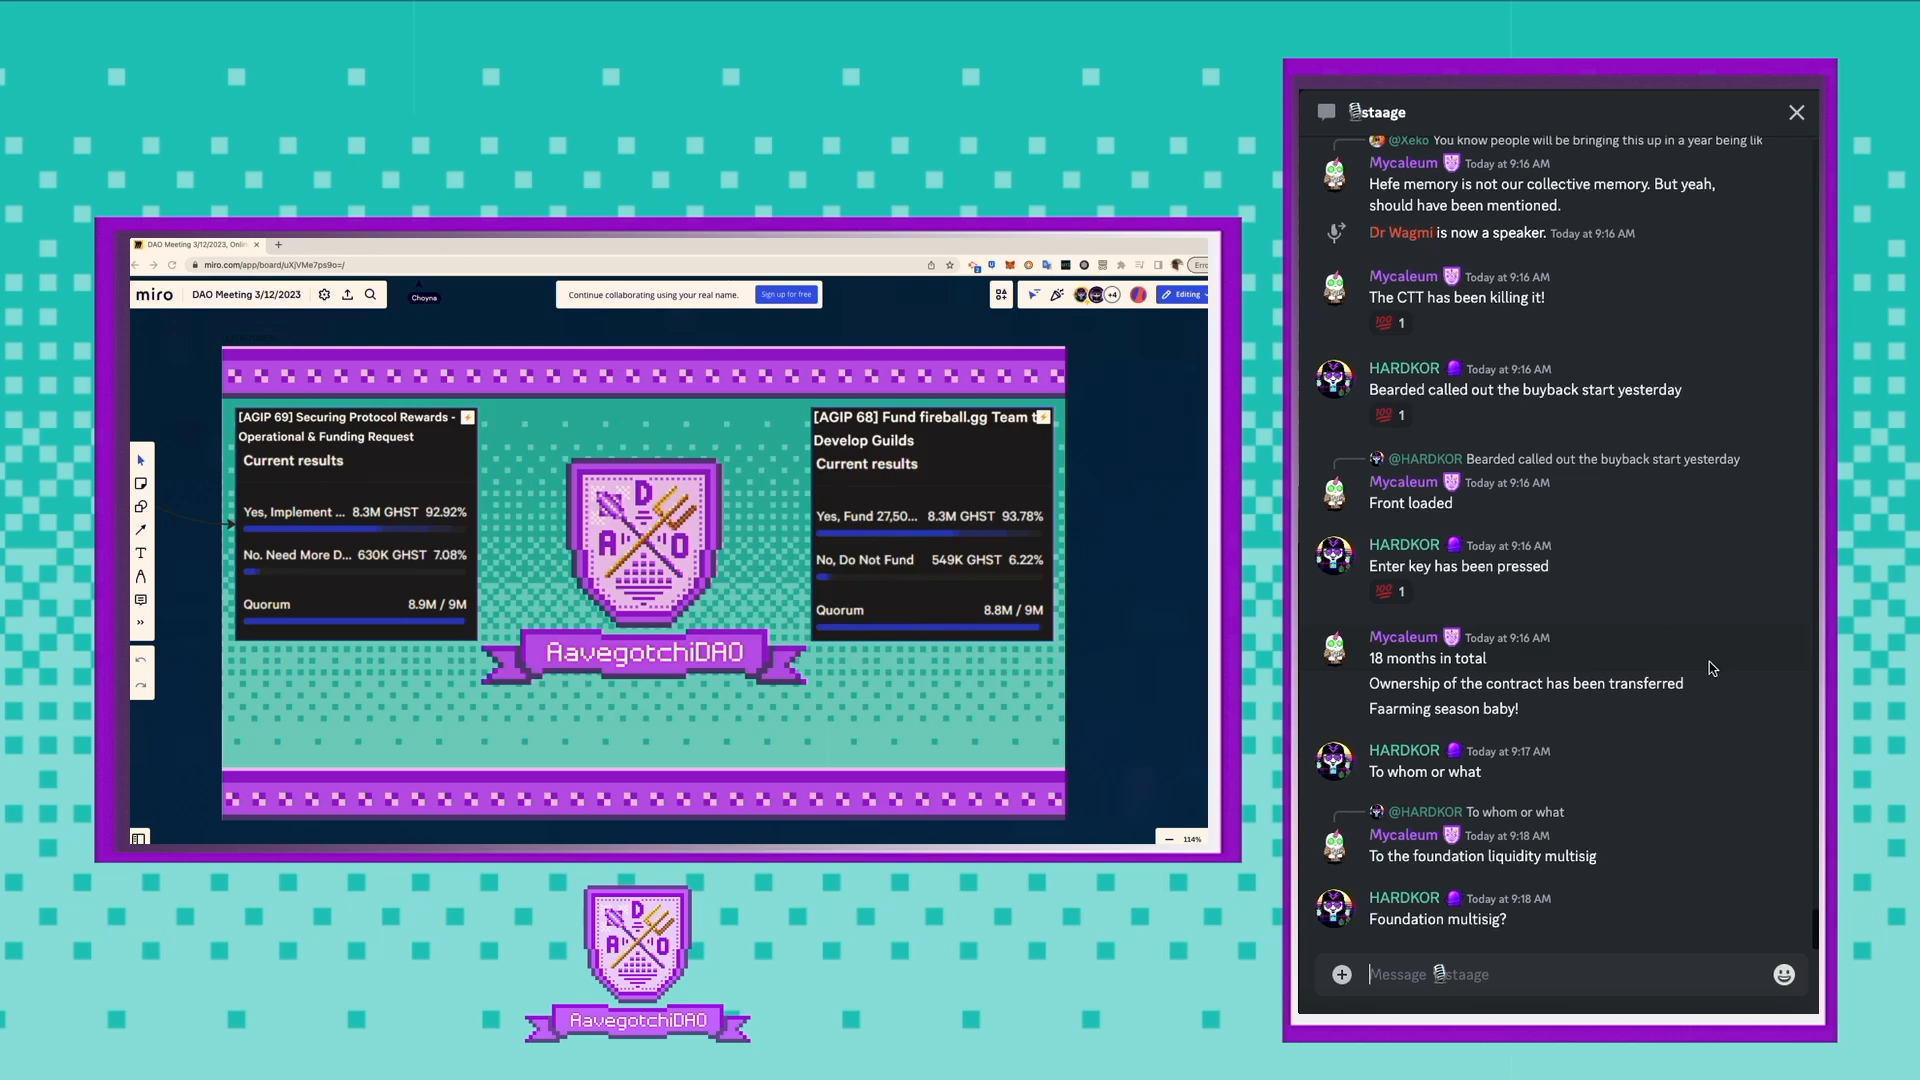 DAO Meeting 3/12/2023, Onlin
miro.com/app/board/uXjVMe7ps9o=/
Erro
miro
DAO Meeting 3/12/2023
Choyna
Continue collaborating using your real name.
Sign up for free
+4
Editing
[AGIP 69] Securing Protocol Rewards -
Operational & Funding Request
Current results
Yes, Implement ... 8.3M GHST 92.92%
No. Need More D... 630K GHST 7.08%
Quorum 8.9M / 9M
D
A O
AavegotchiDAO
[AGIP 68] Fund fireball.gg Team t
Develop Guilds
Current results
Yes, Fund 27,50... 8.3M GHST 93.78%
No, Do Not Fund 549K GHST 6.22%
Quorum 8.8M / 9M
114%
D
A O
AavegotchiDAO
staage
@Xeko You know people will be bringing this up in a year being lik
Mycaleum Today at 9:16 AM
Hefe memory is not our collective memory. But yeah,
should have been mentioned.
Dr Wagmi is now a speaker. Today at 9:16 AM
Mycaleum Today at 9:16 AM
The CTT has been killing it!
100 1
HARDKOR Today at 9:16 AM
Bearded called out the buyback start yesterday
100 1
@HARDKOR Bearded called out the buyback start yesterday
Mycaleum Today at 9:16 AM
Front loaded
HARDKOR Today at 9:16 AM
Enter key has been pressed
100 1
Mycaleum Today at 9:16 AM
18 months in total
Ownership of the contract has been transferred
Faarming season baby!
HARDKOR Today at 9:17 AM
To whom or what
@HARDKOR To whom or what
Mycaleum Today at 9:18 AM
To the foundation liquidity multisig
HARDKOR Today at 9:18 AM
Foundation multisig?
Message staage